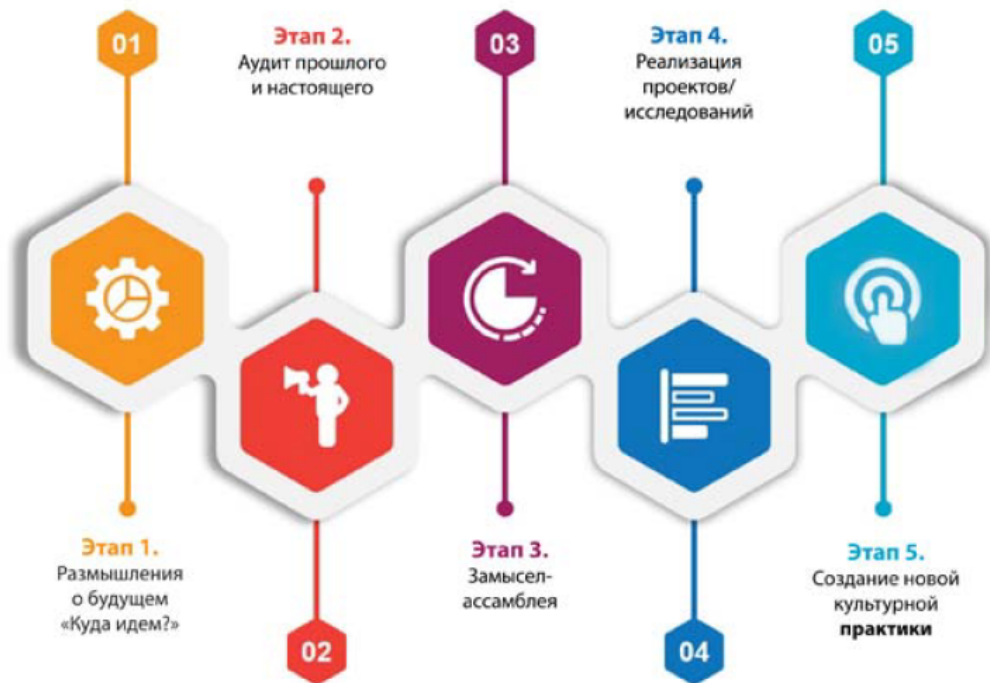 01
Этап 1.
Размышления
о будущем
«Куда идем?»
Этап 2.
Аудит прошлого
и настоящего
02
03
Этап 3.
Замысел-
ассамблея
Этап 4.
Реализация
проектов/
исследований
04
05
Этап 5.
Создание новой
культурной
практики